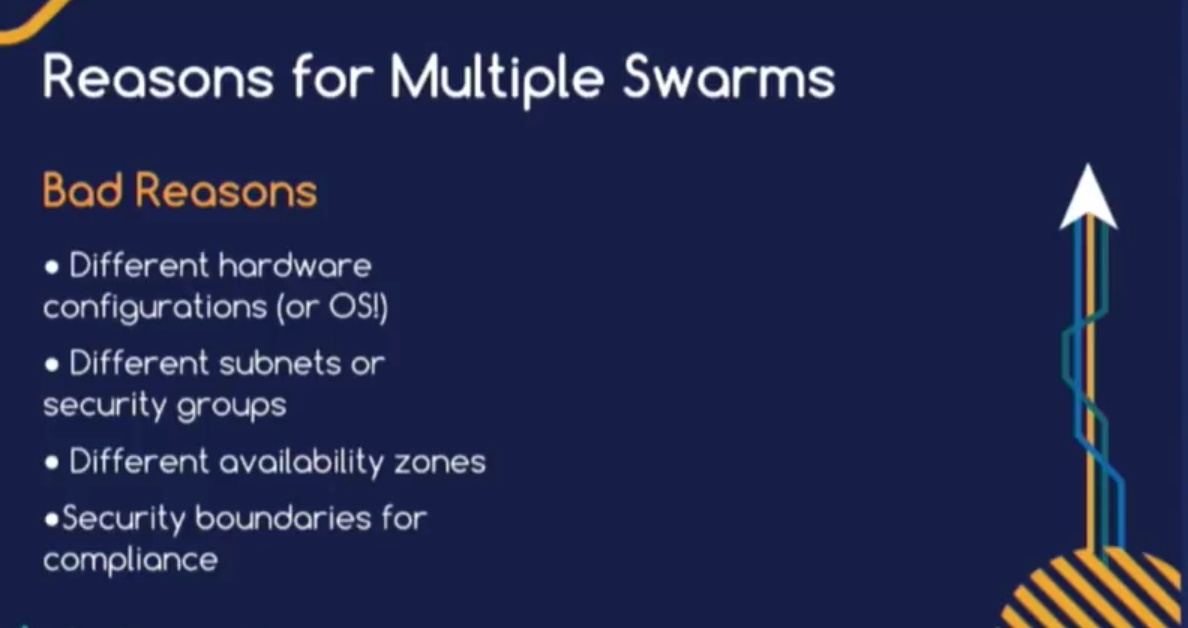 Reasons for Multiple Swarms
Bad Reasons
• Different hardware
configurations (or OS!)
• Different subnets or
security groups
• Different availability zones
•Security boundaries for
compliance